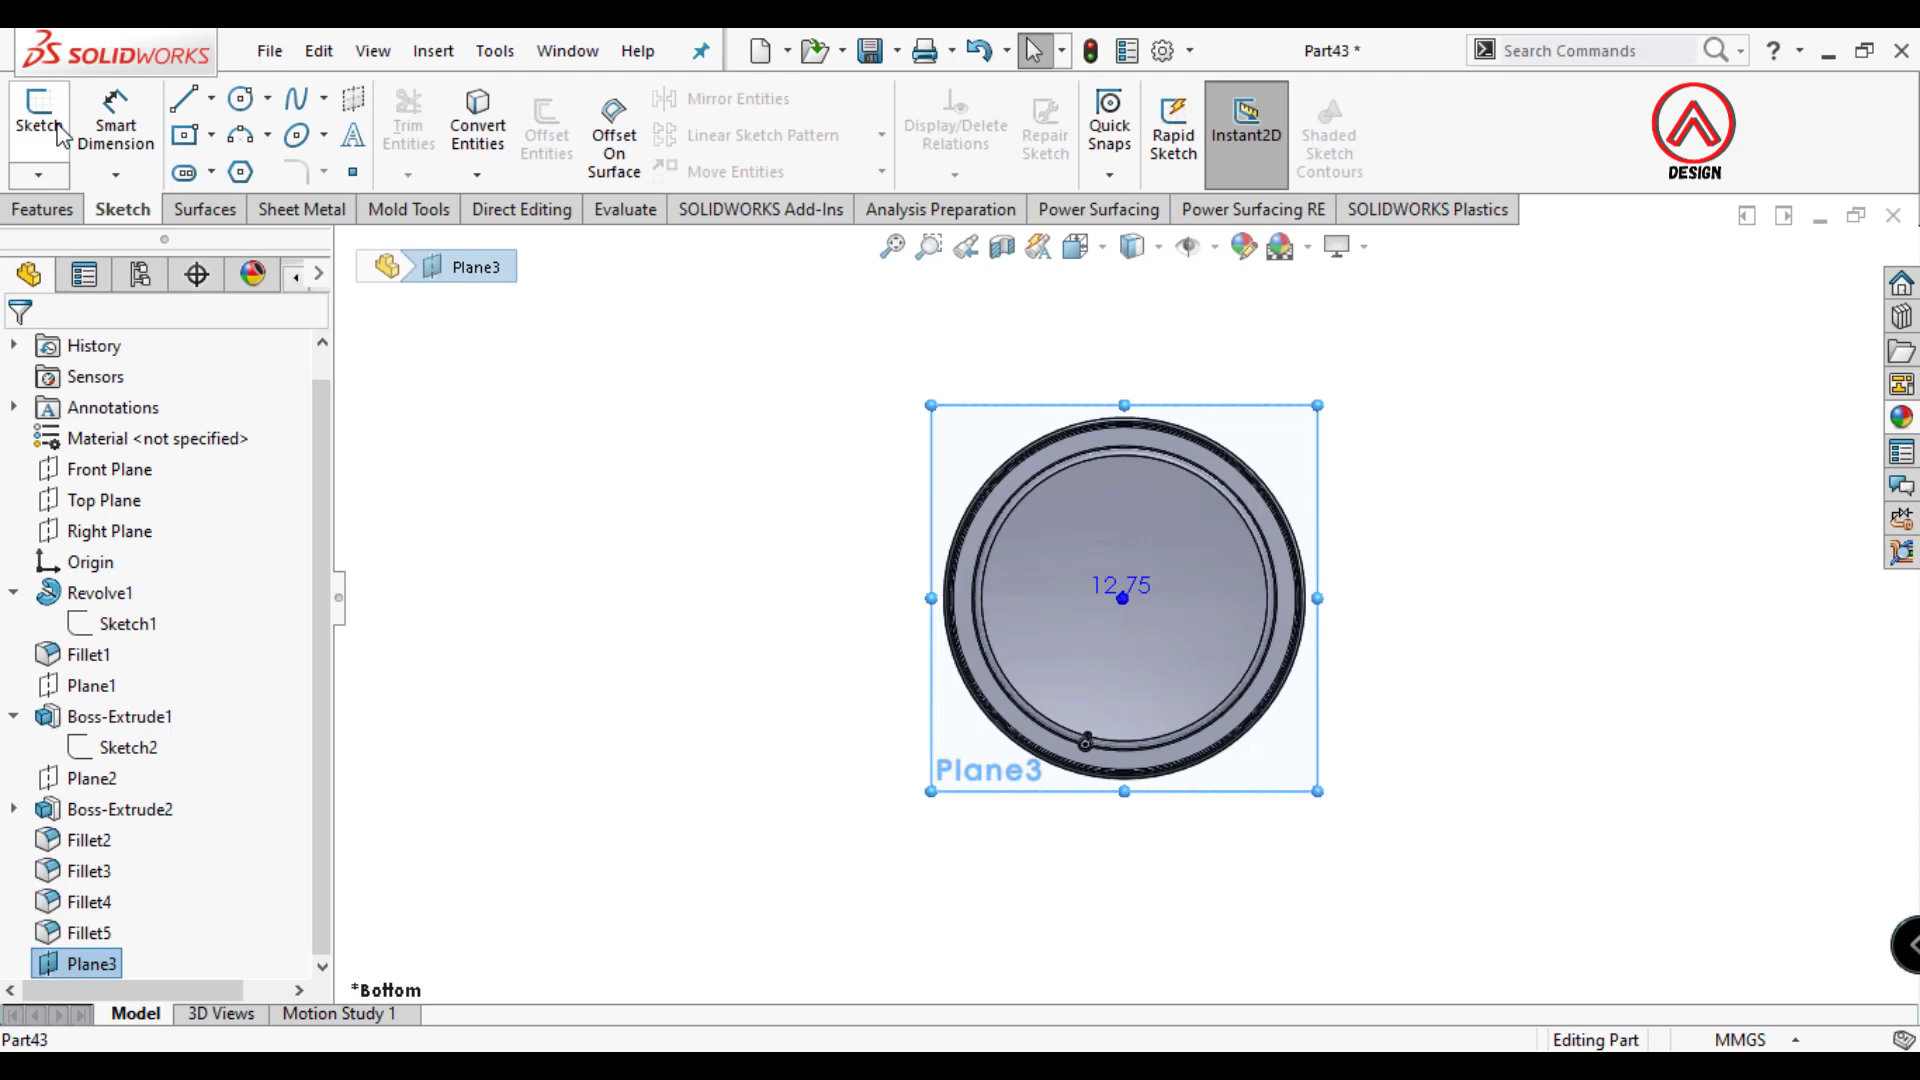 SOLIDWORKS
File Edit View Insert Tools Window Help
Part43 *
Search Commands
?
Sketch
Smart Dimension
Trim Entities
Convert Entities
Offset Entities
Offset On Surface
Mirror Entities
Linear Sketch Pattern
Move Entities
Display/Delete Relations
Repair Sketch
Quick Snaps
Rapid Sketch
Instant2D
Shaded Sketch Contours
DESIGN
Features Sketch Surfaces Sheet Metal Mold Tools Direct Editing Evaluate SOLIDWORKS Add-Ins Analysis Preparation Power Surfacing Power Surfacing RE SOLIDWORKS Plastics
Plane3
History
Sensors
Annotations
Material <not specified>
Front Plane
Top Plane
Right Plane
Origin
Revolve1
Sketch1
Fillet1
Plane1
Boss-Extrude1
Sketch2
Plane2
Boss-Extrude2
Fillet2
Fillet3
Fillet4
Fillet5
Plane3
12,75
Plane3
*Bottom
Model 3D Views Motion Study 1
Part43
Editing Part MMGS